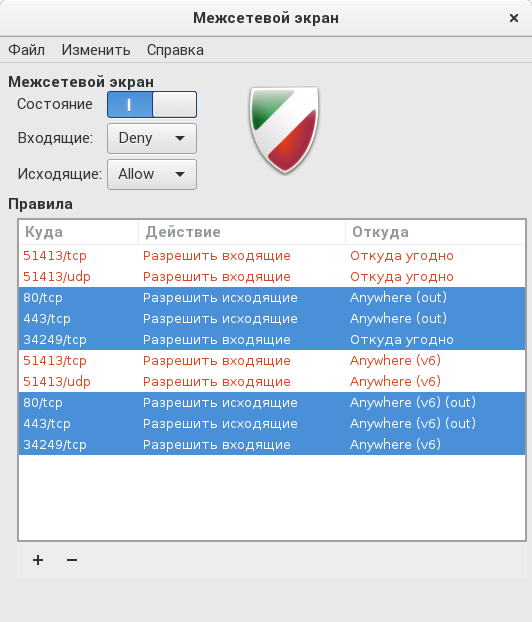 Межсетевой экран
Файл Изменить Справка
Межсетевой экран
Состояние
Входящие: Deny
Исходящие: Allow
Правила
Куда Действие Откуда
51413/tcp Разрешить входящие Откуда угодно
51413/udp Разрешить входящие Откуда угодно
80/tcp Разрешить исходящие Anywhere (out)
443/tcp Разрешить исходящие Anywhere (out)
34249/tcp Разрешить входящие Откуда угодно
51413/tcp Разрешить входящие Anywhere (v6)
51413/udp Разрешить входящие Anywhere (v6)
80/tcp Разрешить исходящие Anywhere (v6) (out)
443/tcp Разрешить исходящие Anywhere (v6) (out)
34249/tcp Разрешить входящие Anywhere (v6)